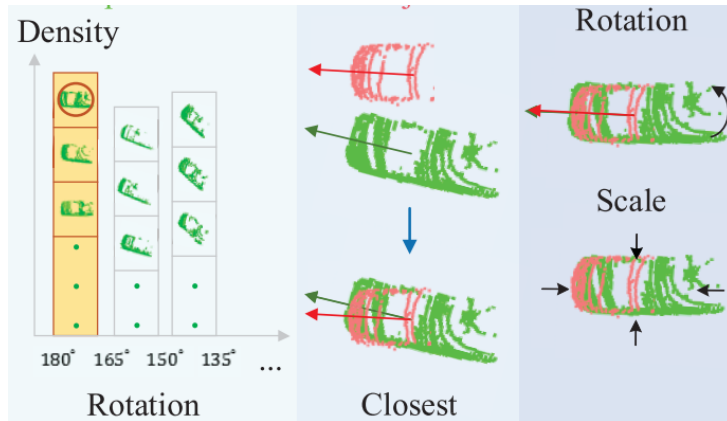 Density
180° 165° 150° 135° ...
Rotation
Closest
Rotation
Scale